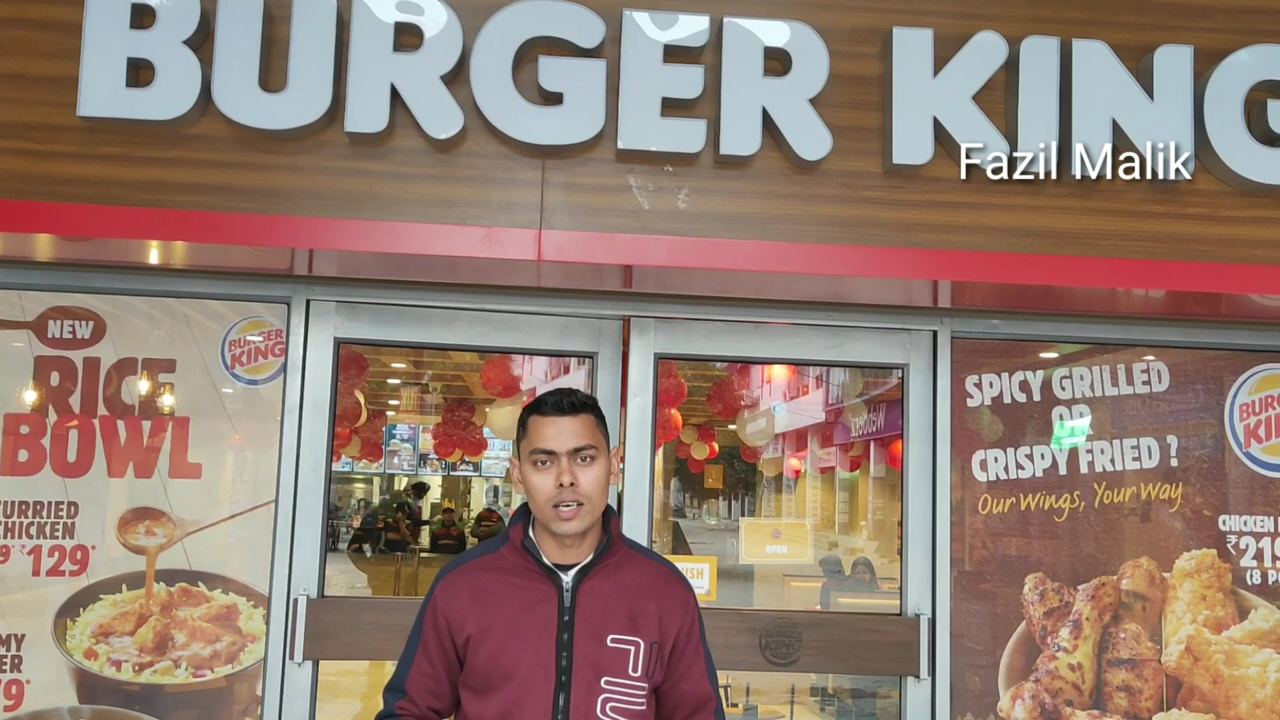 BURGER KING
Fazil Malik
NEW
BURGER
KING
RICE
BOWL
CURRIED
CHICKEN
₹129*
OPEN
SPICY GRILLED
OR
CRISPY FRIED ?
Our Wings, Your Way
CHICKEN
BURGER
KING